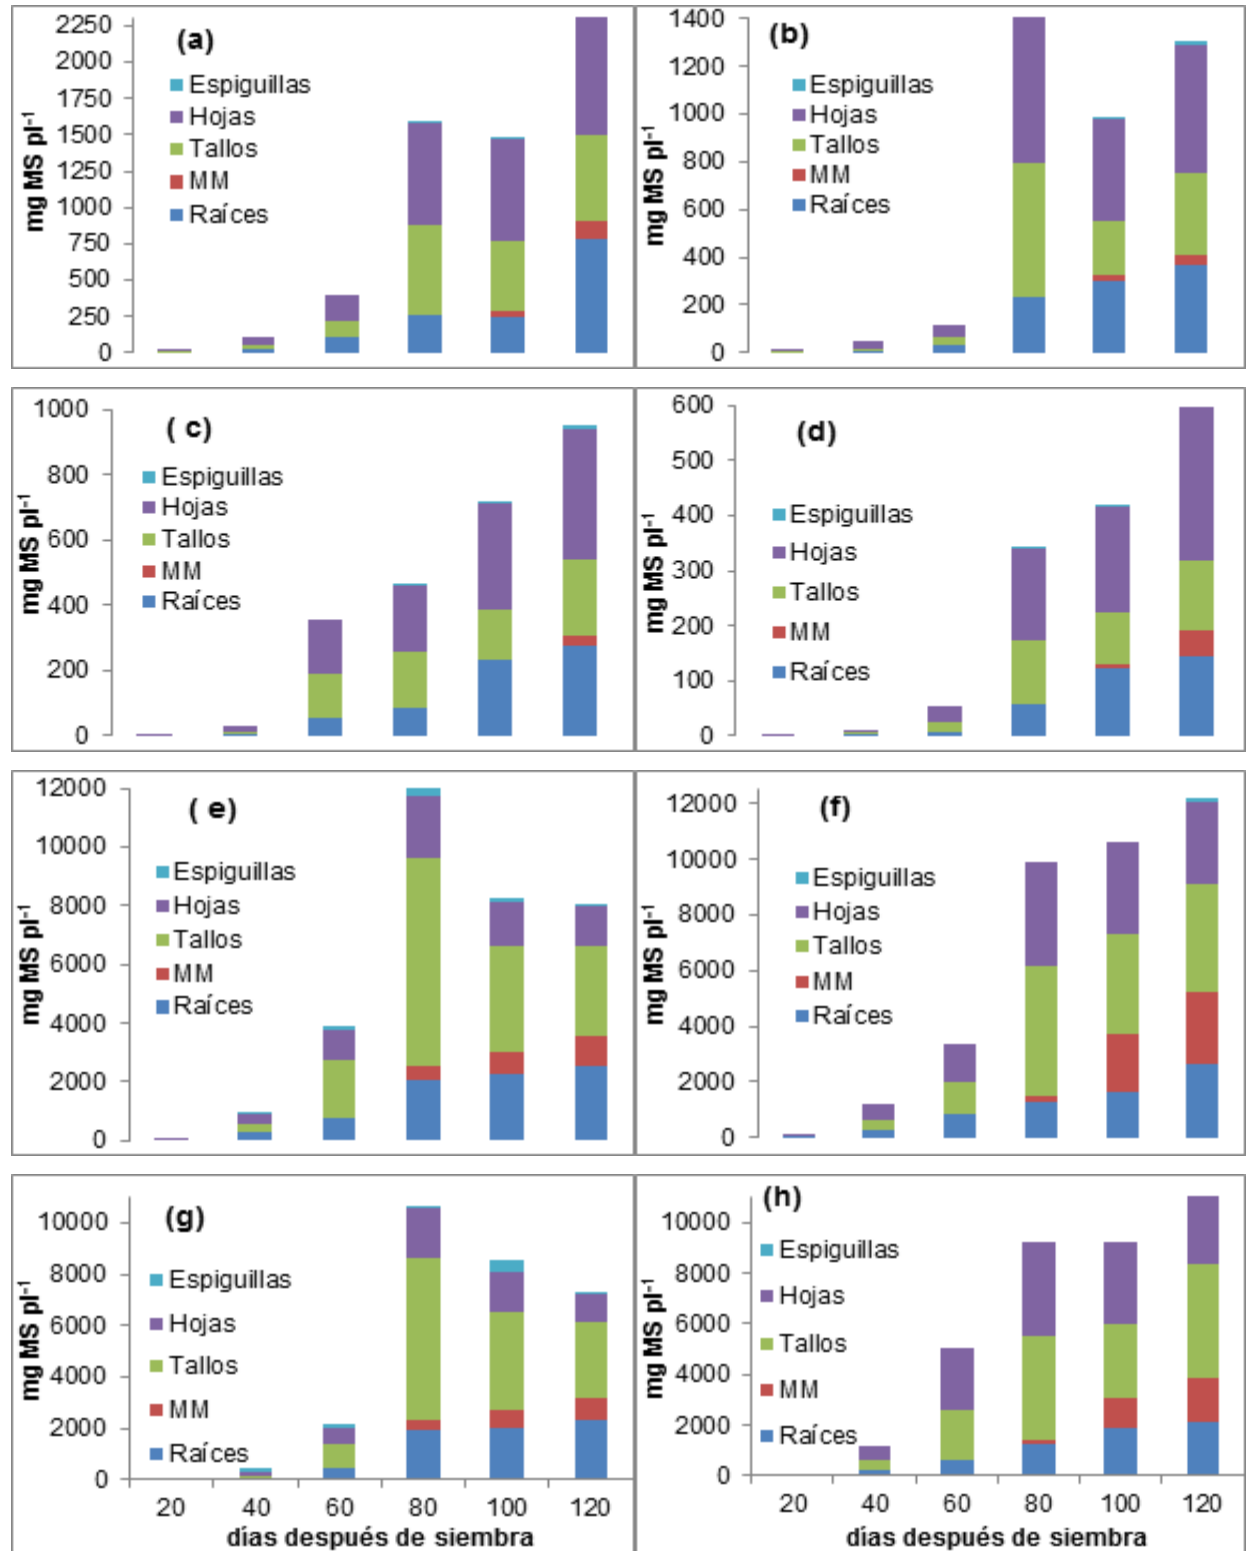 (a)
mg MS pl-1
2250
2000
1750
1500
1250
1000
750
500
250
0
Espiguillas
Hojas
Tallos
MM
Raíces
(b)
mg MS pl-1
1400
1200
1000
800
600
400
200
0
Espiguillas
Hojas
Tallos
MM
Raíces
( c)
mg MS pl-1
1000
800
600
400
200
0
Espiguillas
Hojas
Tallos
MM
Raíces
(d)
mg MS pl-1
600
500
400
300
200
100
0
Espiguillas
Hojas
Tallos
MM
Raíces
( e)
mg MS pl-1
12000
10000
8000
6000
4000
2000
0
Espiguillas
Hojas
Tallos
MM
Raíces
(f)
mg MS pl-1
12000
10000
8000
6000
4000
2000
0
Espiguillas
Hojas
Tallos
MM
Raíces
(g)
mg MS pl-1
10000
8000
6000
4000
2000
0
Espiguillas
Hojas
Tallos
MM
Raíces
20 40 60 80 100 120
días después de siembra
(h)
mg MS pl-1
10000
8000
6000
4000
2000
0
Espiguillas
Hojas
Tallos
MM
Raíces
20 40 60 80 100 120
días después de siembra